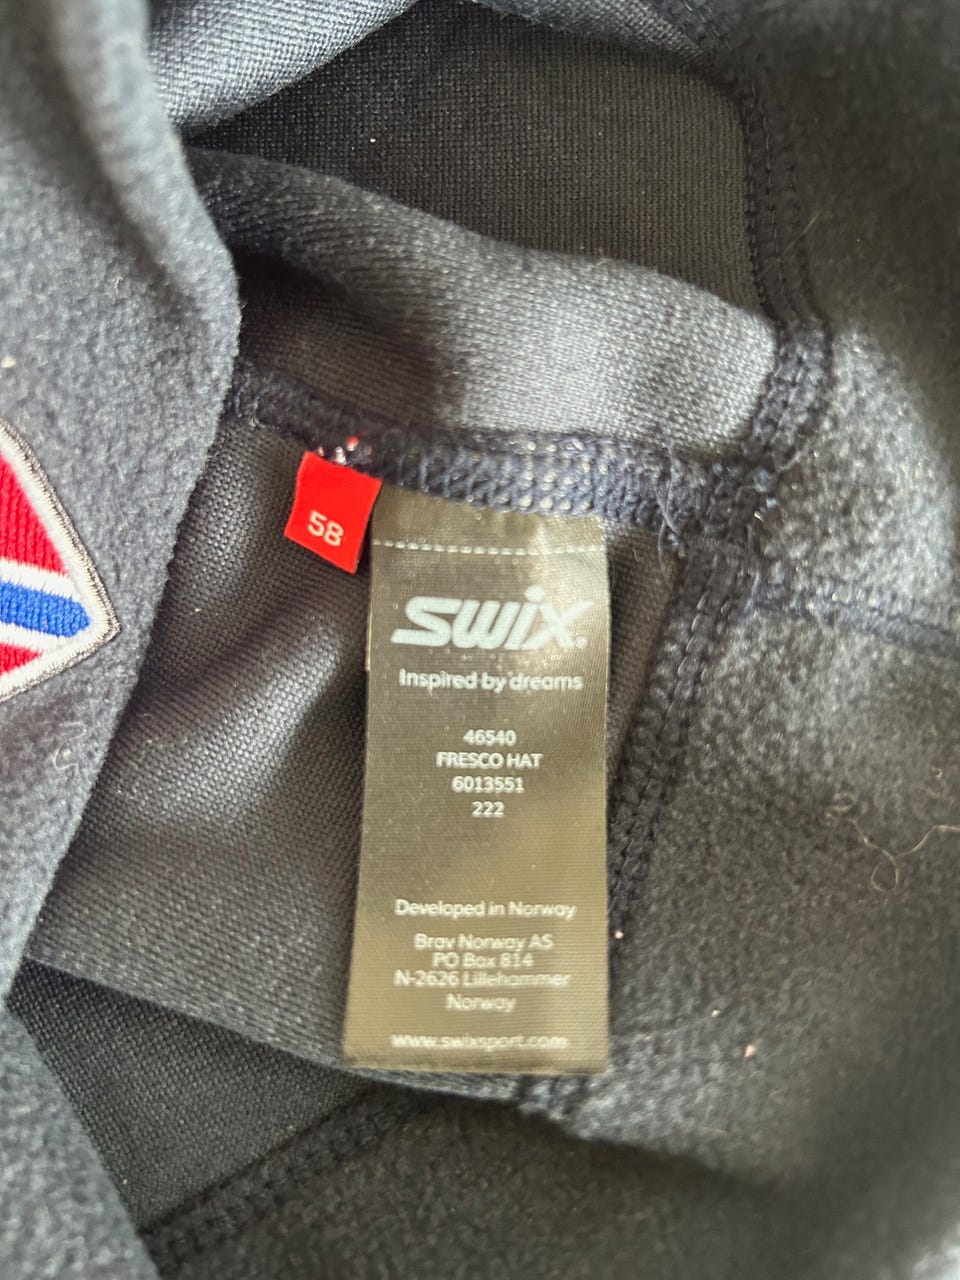 58
swix
Inspired by dreams
46540
FRESCO HAT
6013551
222
Developed in Norway
Brav Norway AS
PO Box 814
N-2626 Lillehammer
Norway
www.swixsport.com